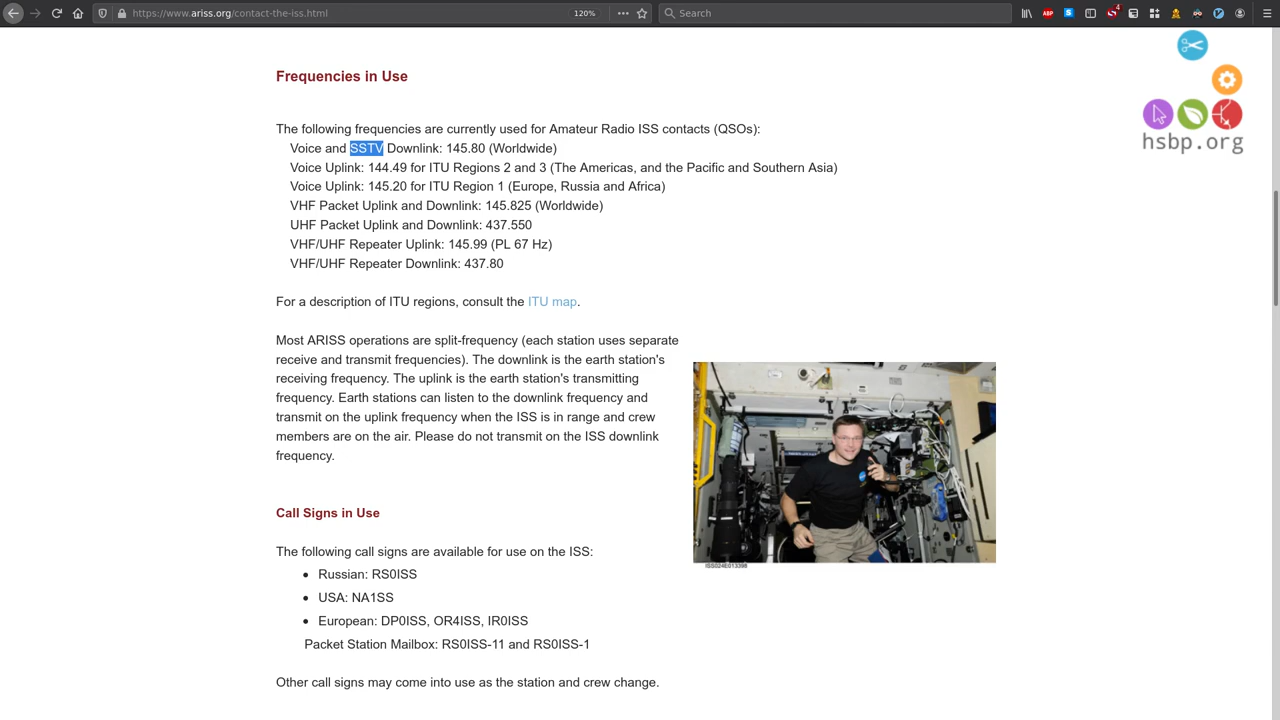 https://www.ariss.org/contact-the-iss.html
120%
Search
ABP
S
4
hsbp.org
Frequencies in Use
The following frequencies are currently used for Amateur Radio ISS contacts (QSOs):
Voice and SSTV Downlink: 145.80 (Worldwide)
Voice Uplink: 144.49 for ITU Regions 2 and 3 (The Americas, and the Pacific and Southern Asia)
Voice Uplink: 145.20 for ITU Region 1 (Europe, Russia and Africa)
VHF Packet Uplink and Downlink: 145.825 (Worldwide)
UHF Packet Uplink and Downlink: 437.550
VHF/UHF Repeater Uplink: 145.99 (PL 67 Hz)
VHF/UHF Repeater Downlink: 437.80
For a description of ITU regions, consult the ITU map.
Most ARISS operations are split-frequency (each station uses separate
receive and transmit frequencies). The downlink is the earth station's
receiving frequency. The uplink is the earth station's transmitting
frequency. Earth stations can listen to the downlink frequency and
transmit on the uplink frequency when the ISS is in range and crew
members are on the air. Please do not transmit on the ISS downlink
frequency.
ISS024E013398
Call Signs in Use
The following call signs are available for use on the ISS:
• Russian: RS0ISS
• USA: NA1SS
• European: DP0ISS, OR4ISS, IR0ISS
Packet Station Mailbox: RS0ISS-11 and RS0ISS-1
Other call signs may come into use as the station and crew change.